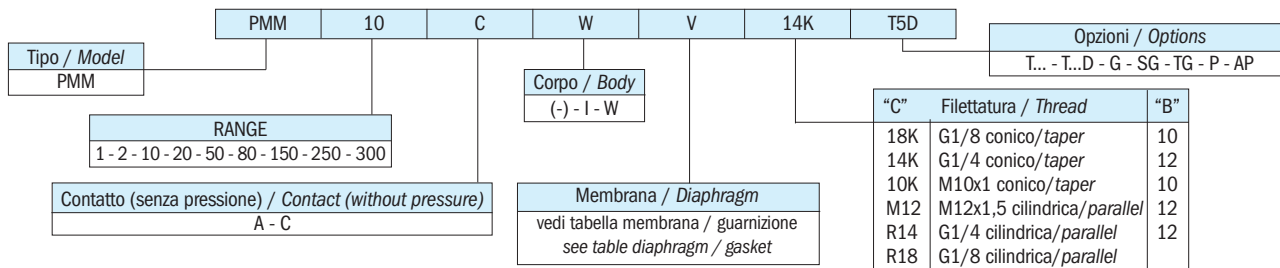 PMM 10 C W V 14K T5D
Tipo / Model
PMM
RANGE
1 - 2 - 10 - 20 - 50 - 80 - 150 - 250 - 300
Contatto (senza pressione) / Contact (without pressure)
A - C
Corpo / Body
(-) - I - W
Membrana / Diaphragm
vedi tabella membrana / guarnizione
see table diaphragm / gasket
Opzioni / Options
T... - T...D - G - SG - TG - P - AP
“C” Filettatura / Thread “B”
18K G1/8 conico/taper 10
14K G1/4 conico/taper 12
10K M10x1 conico/taper 10
M12 M12x1,5 cilindrica/parallel 12
R14 G1/4 cilindrica/parallel 12
R18 G1/8 cilindrica/parallel